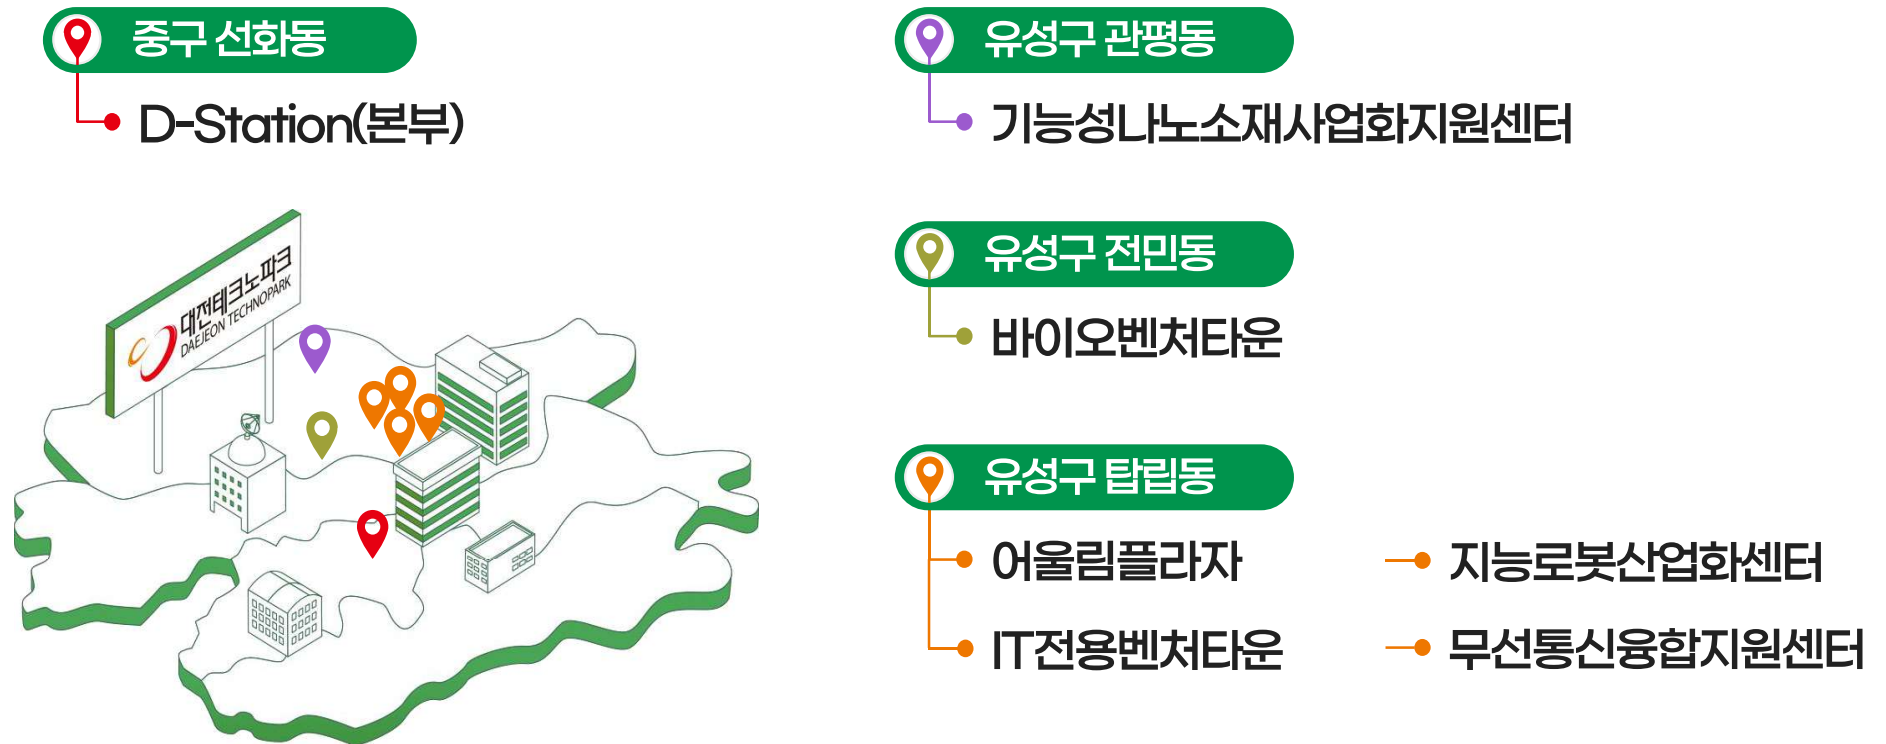 중구 선화동
D-Station(본부)
대전테크노파크
DAEJEON TECHNOPARK
유성구 관평동
기능성나노소재사업화지원센터
유성구 전민동
바이오벤처타운
유성구 탑립동
어울림플라자
지능로봇산업화센터
IT전용벤처타운
무선통신융합지원센터